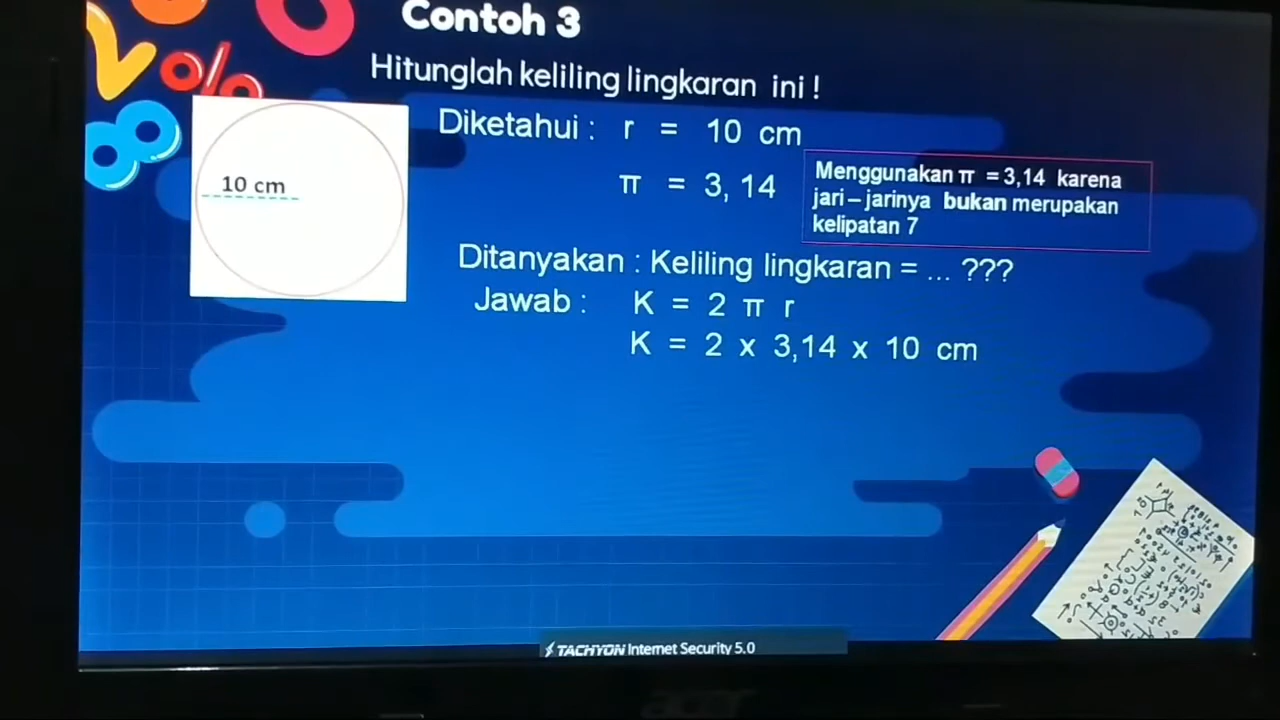 Contoh 3
Hitunglah keliling lingkaran ini !
10 cm
Diketahui : r = 10 cm
π = 3, 14
Menggunakan π = 3,14 karena
jari – jarinya bukan merupakan
kelipatan 7
Ditanyakan : Keliling lingkaran = ... ???
Jawab : K = 2 π r
K = 2 x 3,14 x 10 cm
TACHYON Internet Security 5.0
acer